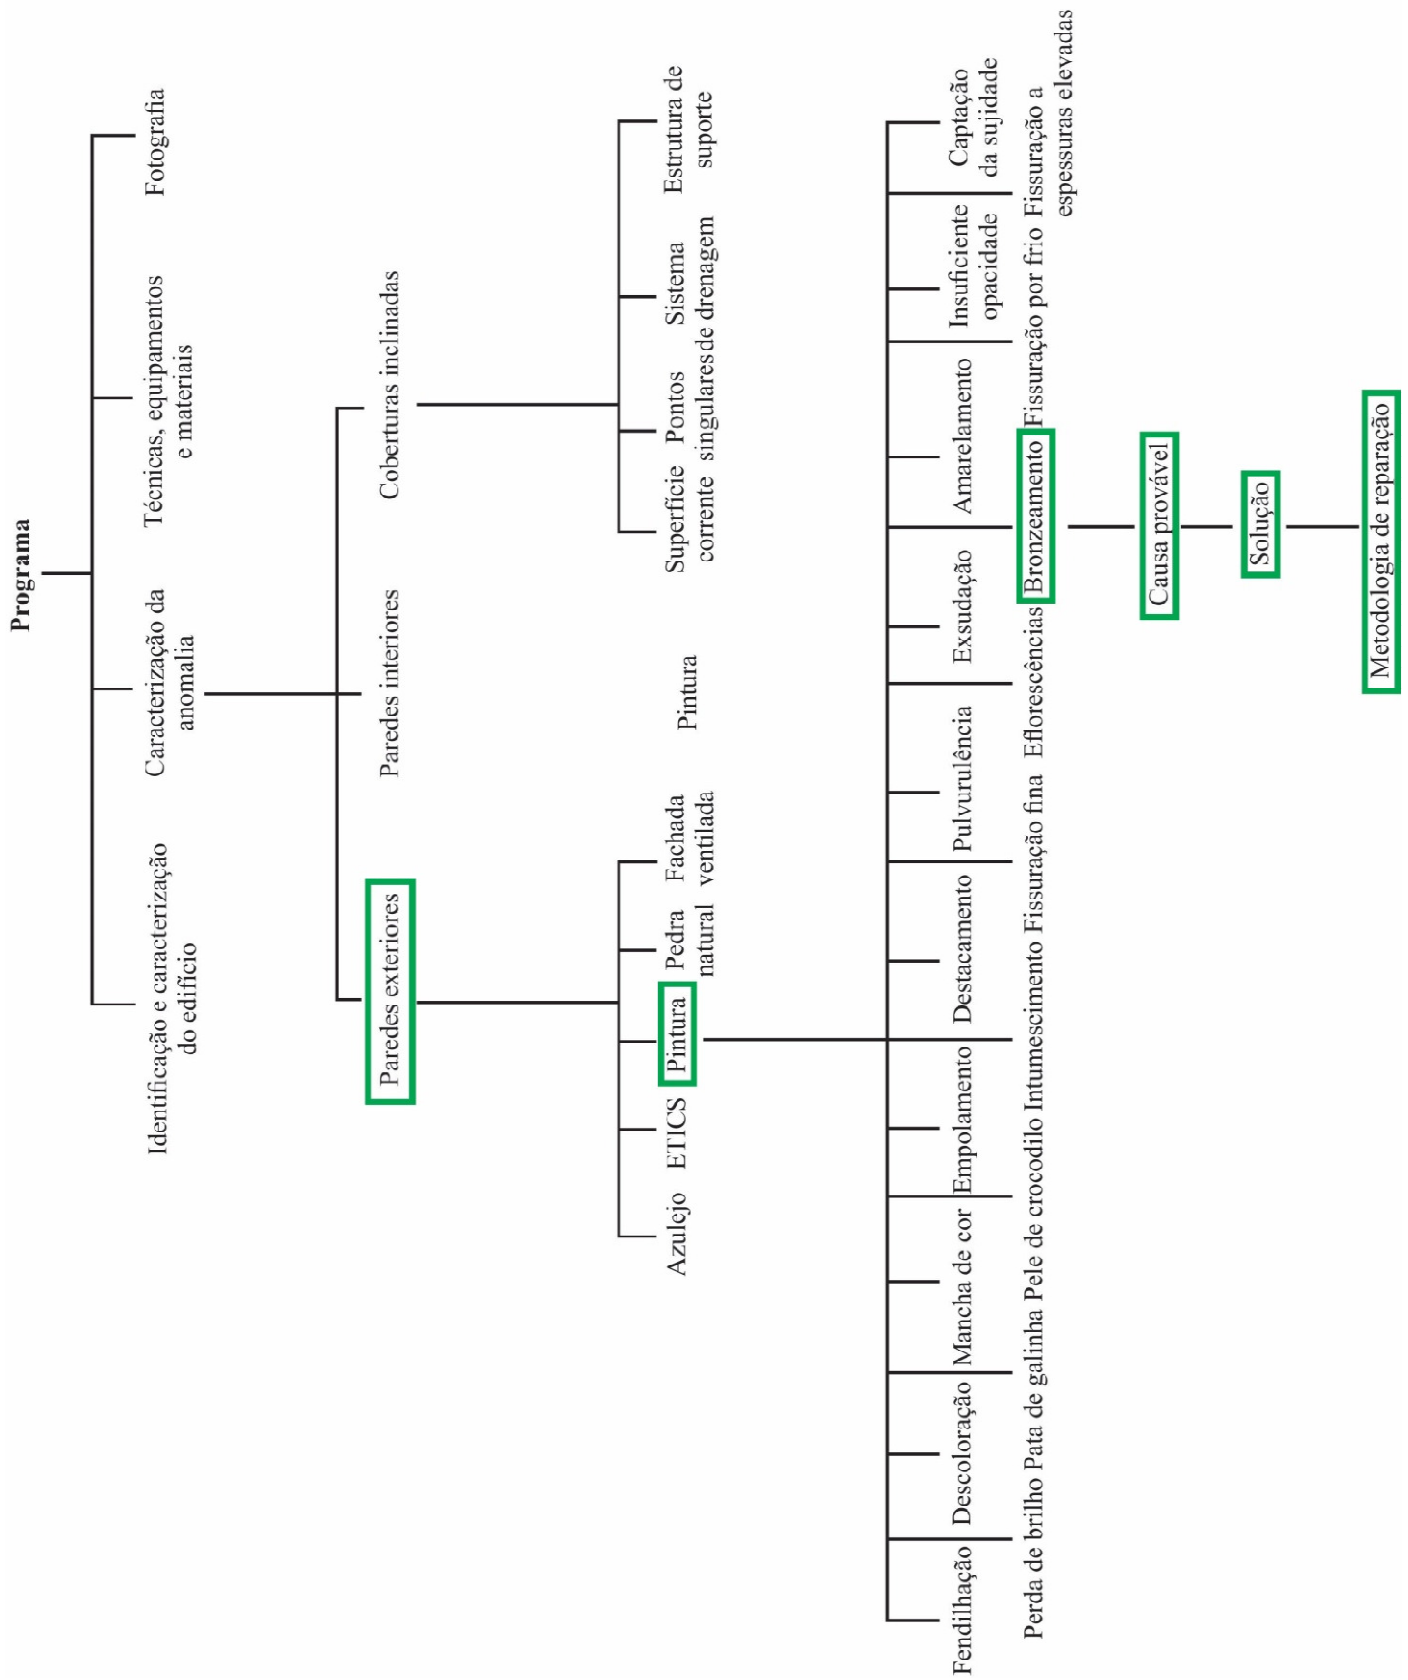 Programa
Identificação e caracterização
do edifício
Caracterização da
anomalia
Técnicas, equipamentos
e materiais
Fotografia
Paredes exteriores
Paredes interiores
Coberturas inclinadas
Azulejo
ETICS
Pintura
Pedra
natural
Fachada
ventilada
Pintura
Superfície
corrente
Pontos
singulares
Sistema
de drenagem
Estrutura de
suporte
Fendilhação
Descoloração
Mancha de cor
Empolamento
Destacamento
Pulvurulência
Exsudação
Amarelamento
Insuficiente
opacidade
Captação
da sujidade
Perda de brilho
Pata de galinha
Pele de crocodilo
Intumescimento
Fissuração fina
Eflorescências
Bronzeamento
Fissuração por frio
Fissuração a
espessuras elevadas
Causa provável
Solução
Metodologia de reparação